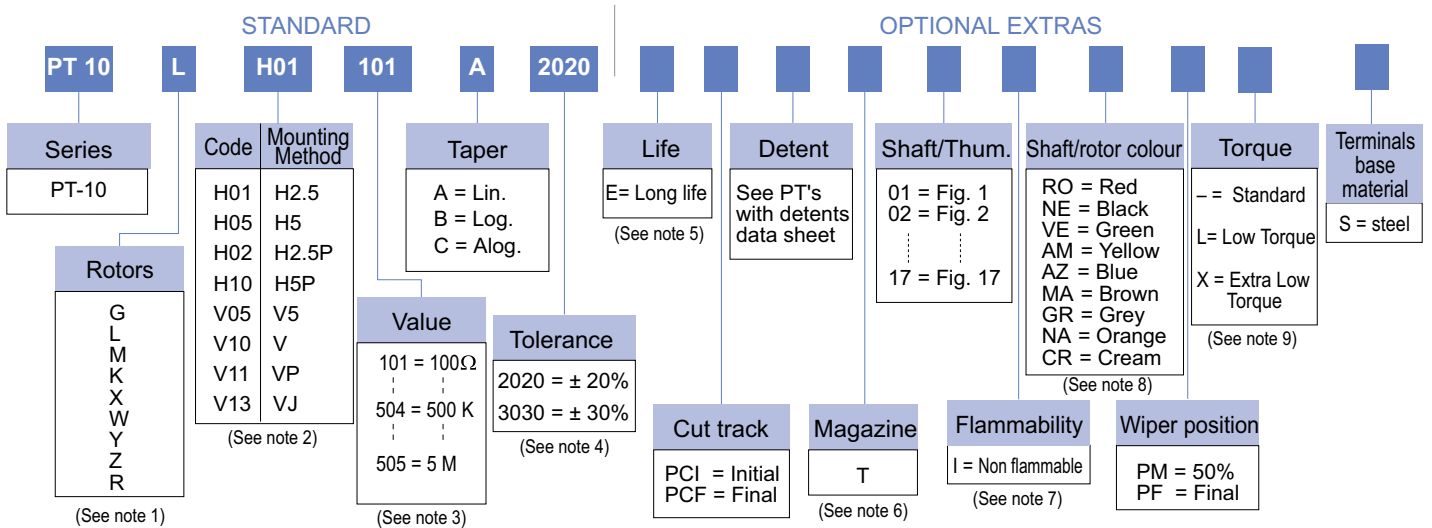 STANDARD
OPTIONAL EXTRAS
PT 10
L
H01
101
A
2020
Series
PT-10
Rotors
G
L
M
K
X
W
Y
Z
R
(See note 1)
Code Mounting Method
H01 H2.5
H05 H5
H02 H2.5P
H10 H5P
V05 V5
V10 V
V11 VP
V13 VJ
(See note 2)
Value
101 = 100Ω
504 = 500 K
505 = 5 M
(See note 3)
Taper
A = Lin.
B = Log.
C = Alog.
Tolerance
2020 = ± 20%
3030 = ± 30%
(See note 4)
Life
E= Long life
(See note 5)
Cut track
PCI = Initial
PCF = Final
Detent
See PT's
with detents
data sheet
Magazine
T
(See note 6)
Shaft/Thum.
01 = Fig. 1
02 = Fig. 2
17 = Fig. 17
Flammability
I = Non flammable
(See note 7)
Shaft/rotor colour
RO = Red
NE = Black
VE = Green
AM = Yellow
AZ = Blue
MA = Brown
GR = Grey
NA = Orange
CR = Cream
(See note 8)
Wiper position
PM = 50%
PF = Final
Torque
– = Standard
L= Low Torque
X = Extra Low
Torque
(See note 9)
Terminals
base
material
S = steel